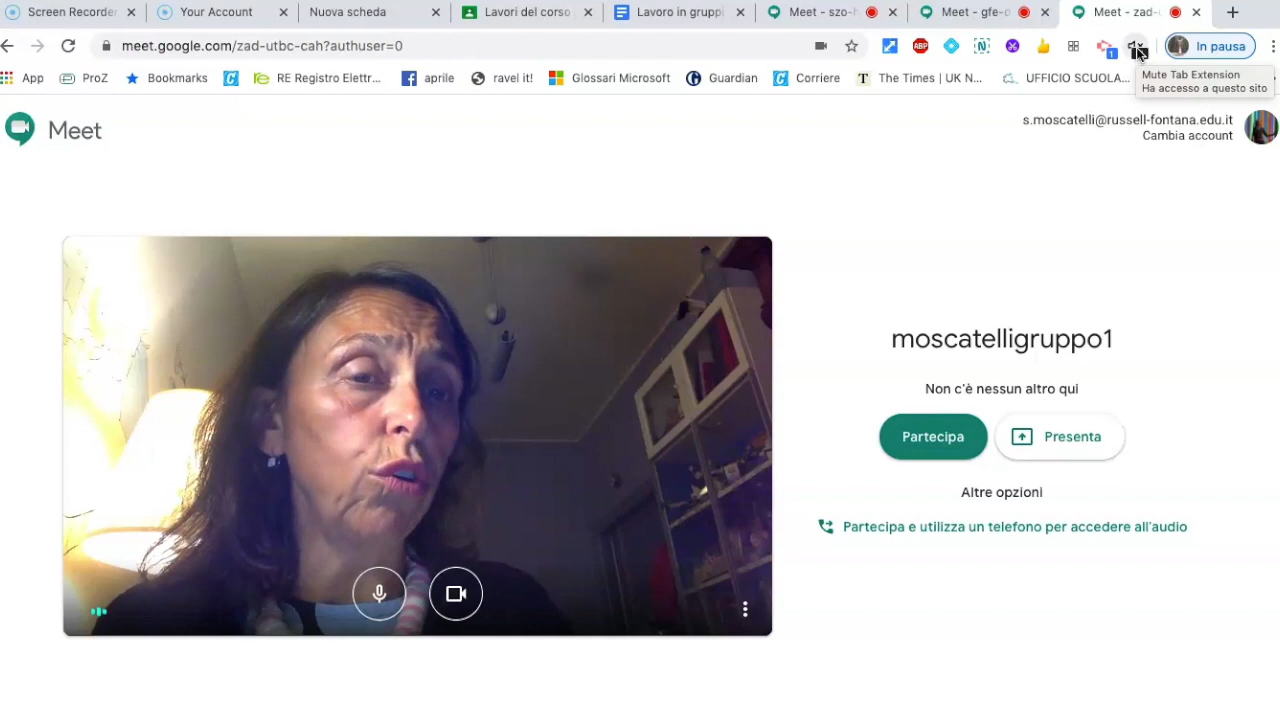 Screen Recorder
Your Account
Nuova scheda
Lavori del corso
Lavoro in gruppi
Meet - szo-h
Meet - gfe-d
Meet - zad-
meet.google.com/zad-utbc-cah?authuser=0
ABP
N
1
In pausa
App
ProZ
Bookmarks
RE Registro Elettr...
aprile
ravel it!
Glossari Microsoft
Guardian
Corriere
The Times | UK N...
UFFICIO SCUOLA...
Mute Tab Extension
Ha accesso a questo sito
Meet
s.moscatelli@russell-fontana.edu.it
Cambia account
moscatelligruppo1
Non c'è nessun altro qui
Partecipa
Presenta
Altre opzioni
Partecipa e utilizza un telefono per accedere all'audio